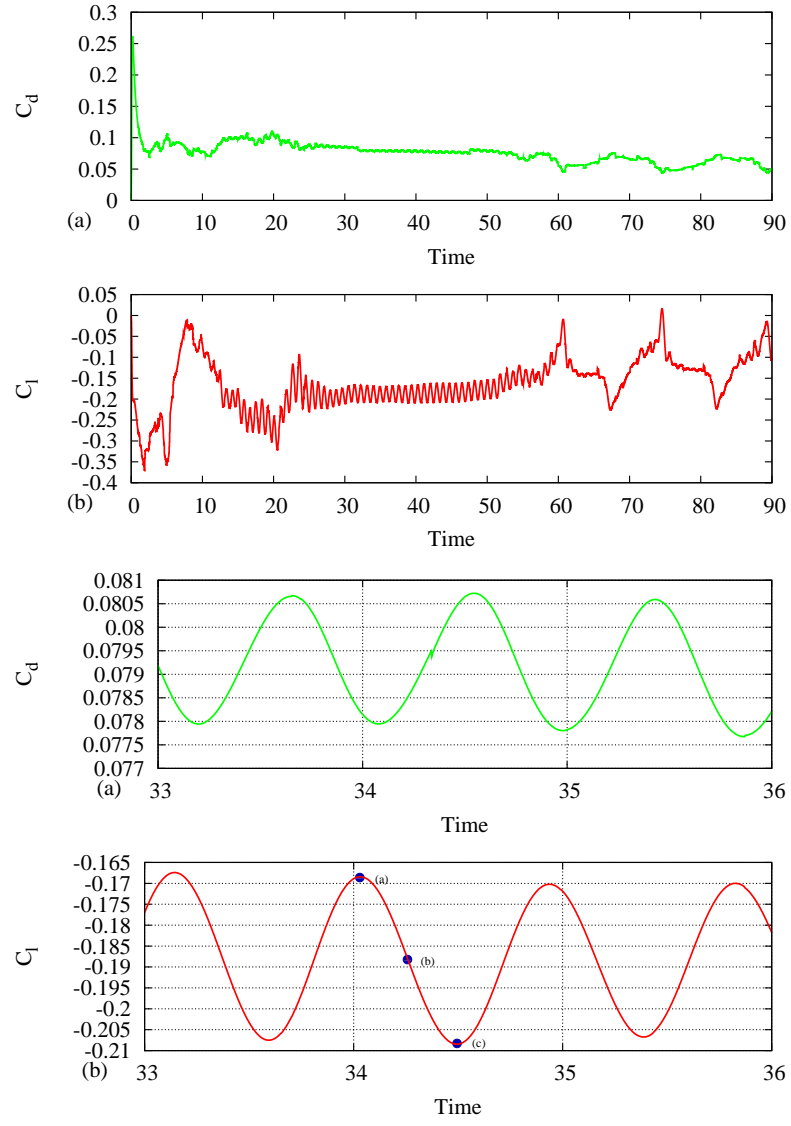 0.3
0.25
0.2
0.15
0.1
0.05
0
C_d
0 10 20 30 40 50 60 70 80 90
(a)
Time
0.05
0
-0.05
-0.1
-0.15
-0.2
-0.25
-0.3
-0.35
-0.4
C_l
0 10 20 30 40 50 60 70 80 90
(b)
Time
0.081
0.0805
0.08
0.0795
0.079
0.0785
0.078
0.0775
0.077
C_d
33 34 35 36
(a)
Time
-0.165
-0.17
-0.175
-0.18
-0.185
-0.19
-0.195
-0.2
-0.205
-0.21
C_l
(a)
(b)
(c)
33 34 35 36
(b)
Time